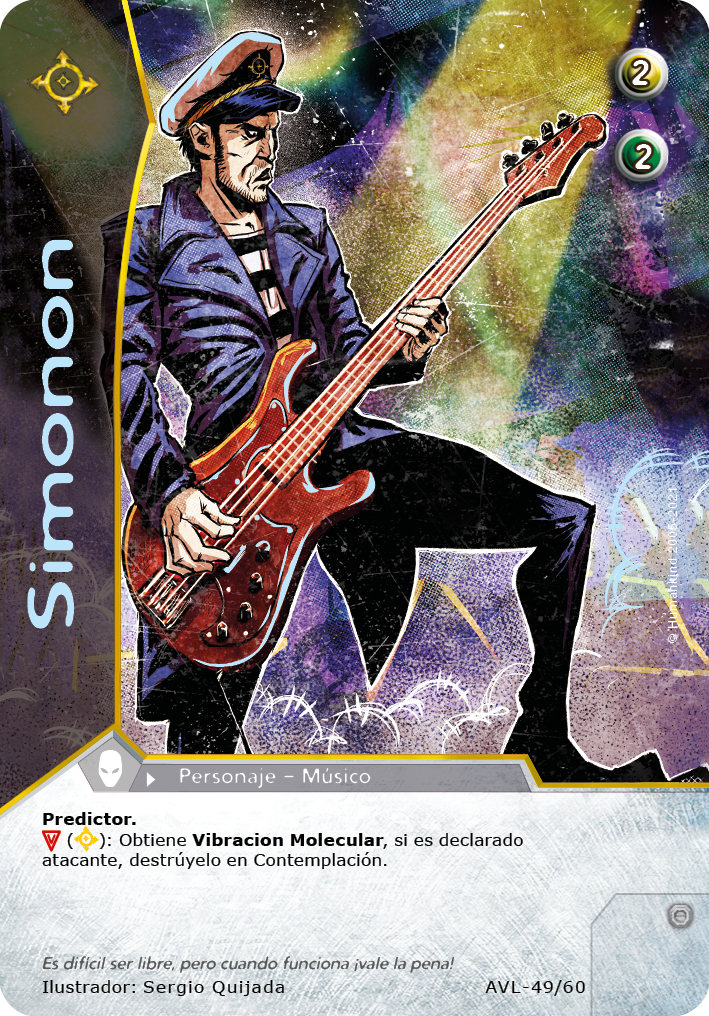 2
2
Simonon
Personaje – Músico
Predictor.
(): Obtiene Vibracion Molecular, si es declarado
atacante, destrúyelo en Contemplación.
Es difícil ser libre, pero cuando funciona ¡vale la pena!
Ilustrador: Sergio Quijada
AVL-49/60